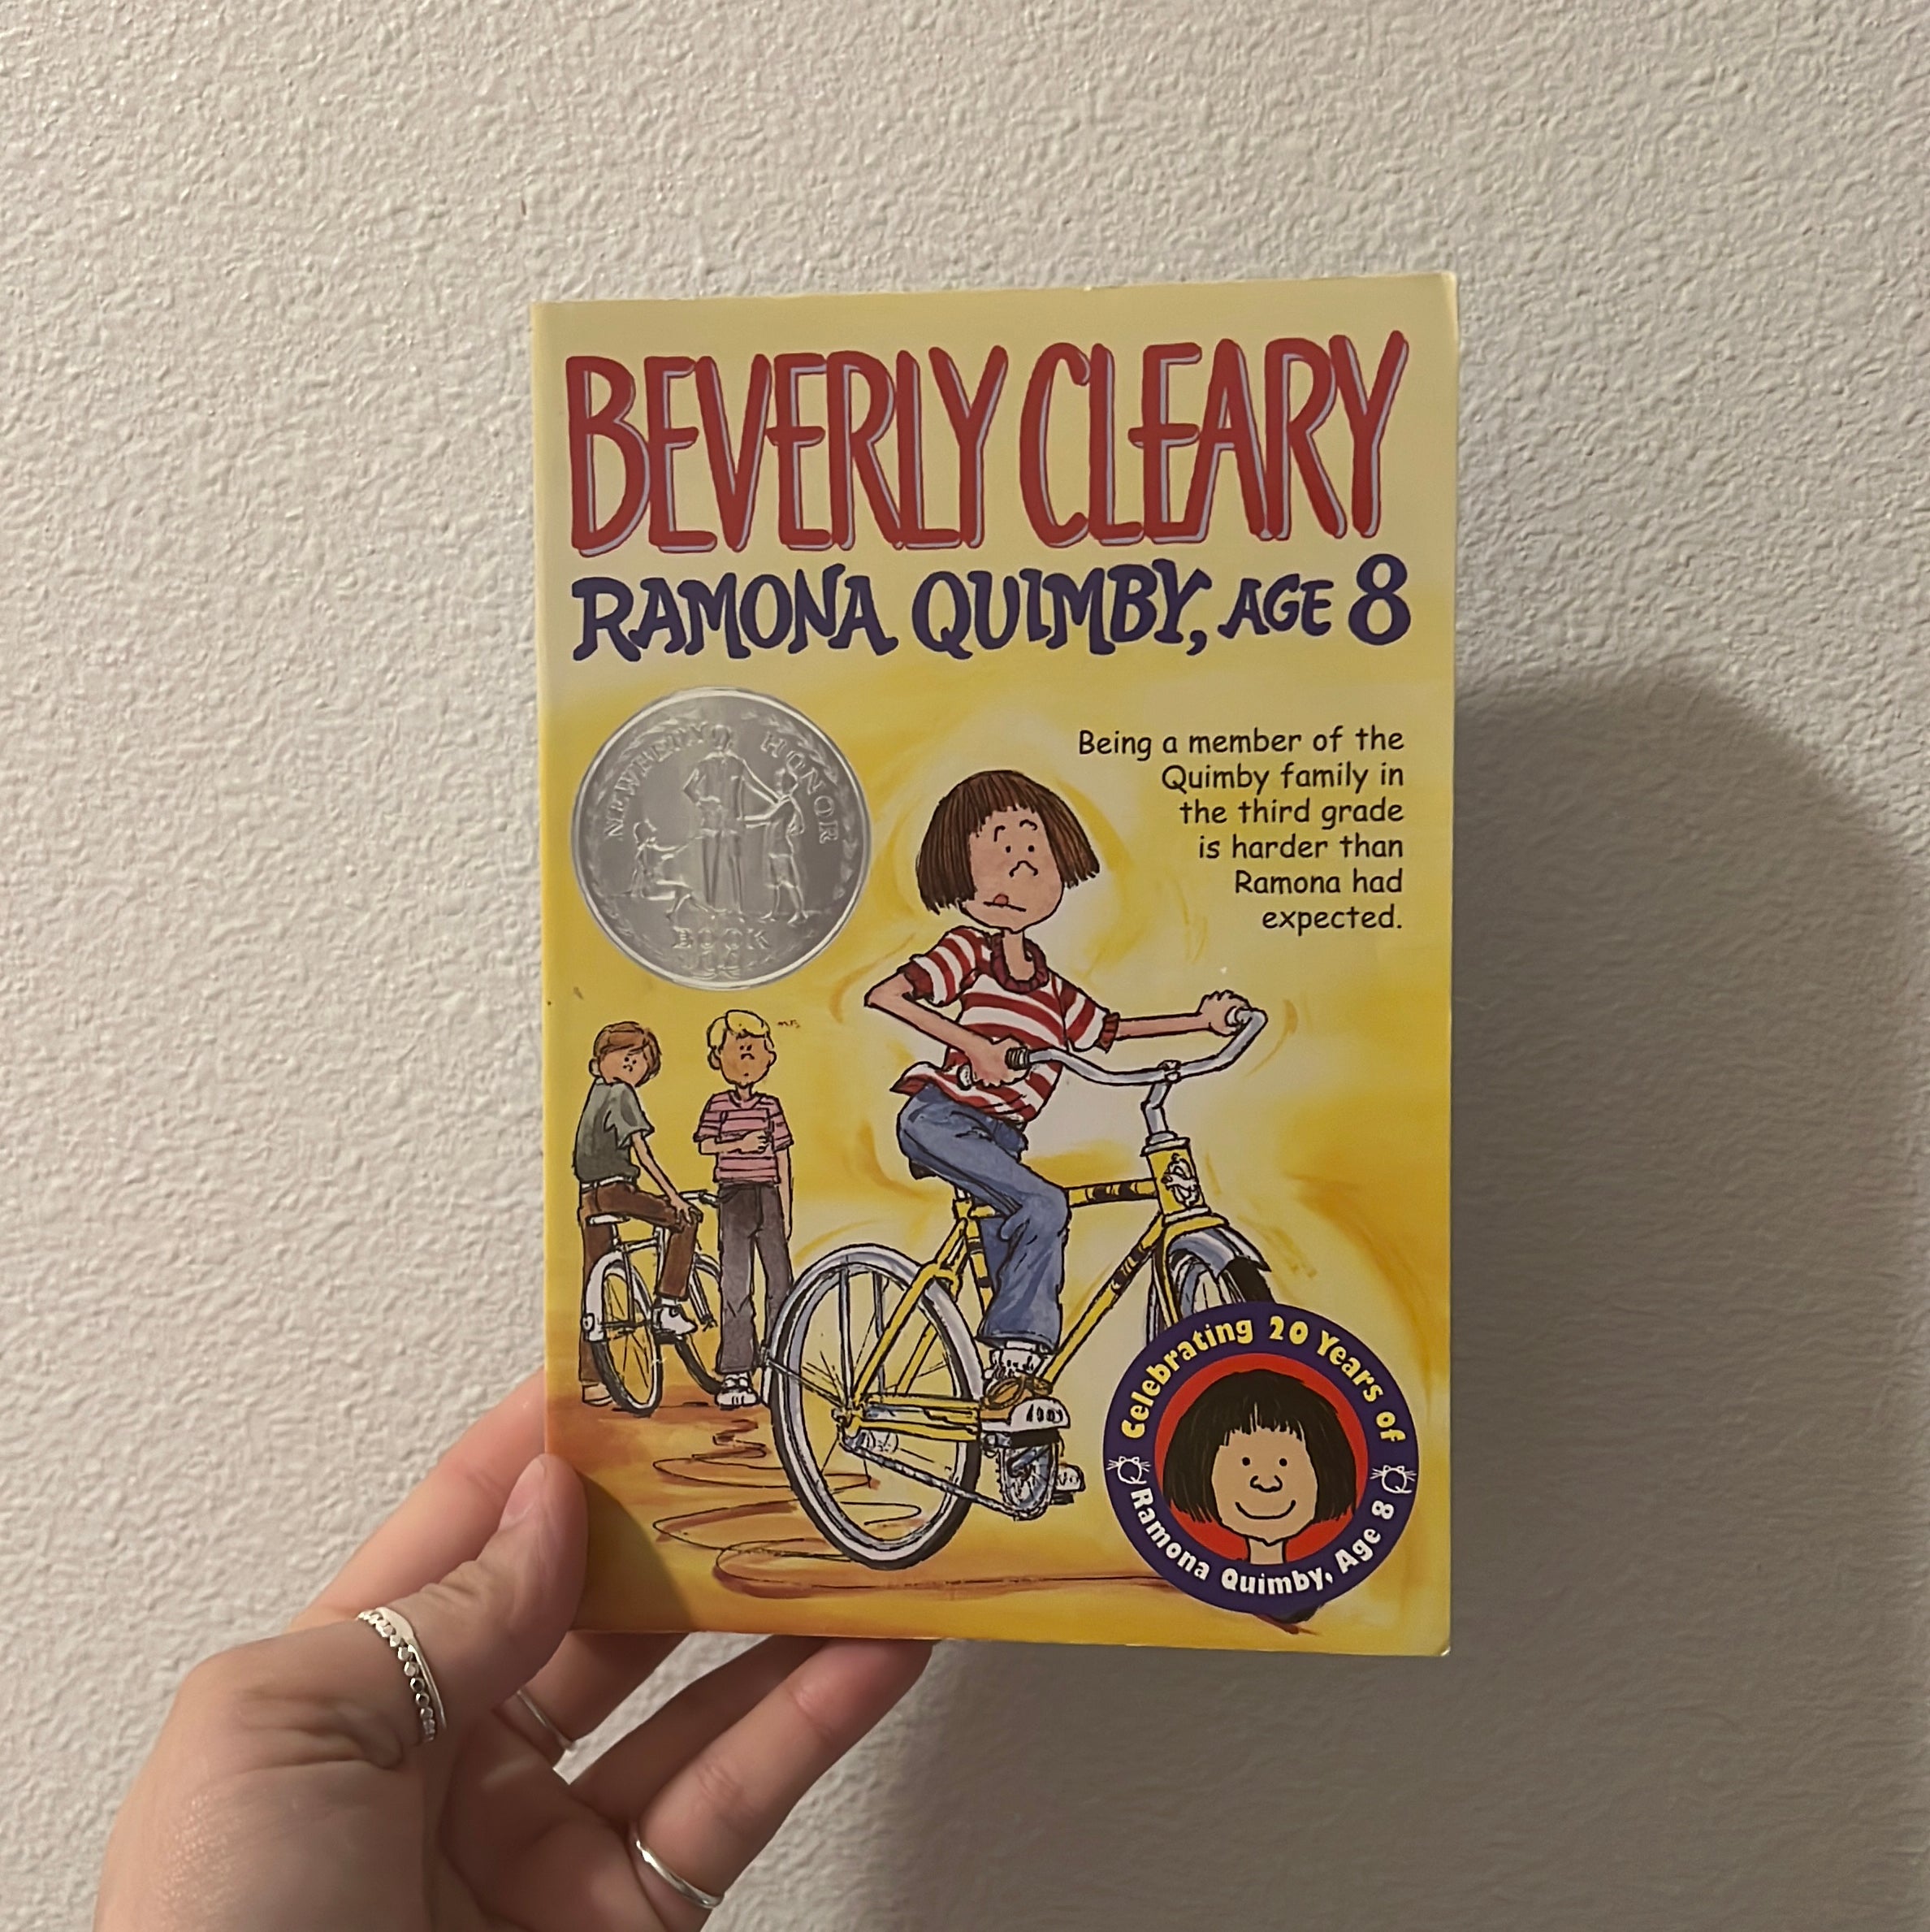 BEVERLY CLEARY
RAMONA QUIMBY, AGE 8
NEWBERY HONOR
BOOK
Being a member of the
Quimby family in
the third grade
is harder than
Ramona had
expected.
Celebrating 20 Years of
Ramona Quimby, Age 8